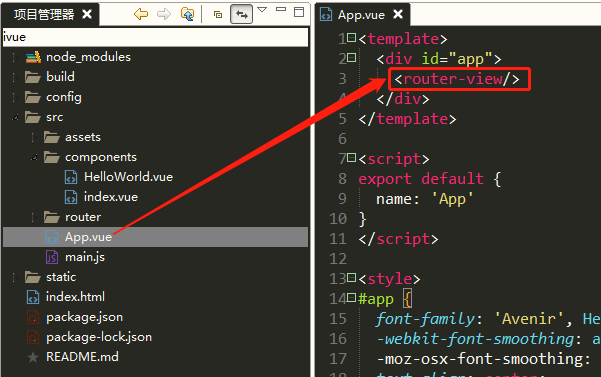 项目管理器
ivue
node_modules
build
config
src
assets
components
HelloWorld.vue
index.vue
router
App.vue
main.js
static
index.html
package.json
package-lock.json
README.md
App.vue
1 <template>
2 <div id="app">
3 <router-view/>
4 </div>
5 </template>
6
7 <script>
8 export default {
9 name: 'App'
10 }
11 </script>
12
13 <style>
14 #app {
15 font-family: 'Avenir', He
16 -webkit-font-smoothing: a
17 -moz-osx-font-smoothing:
18 text-align: center;